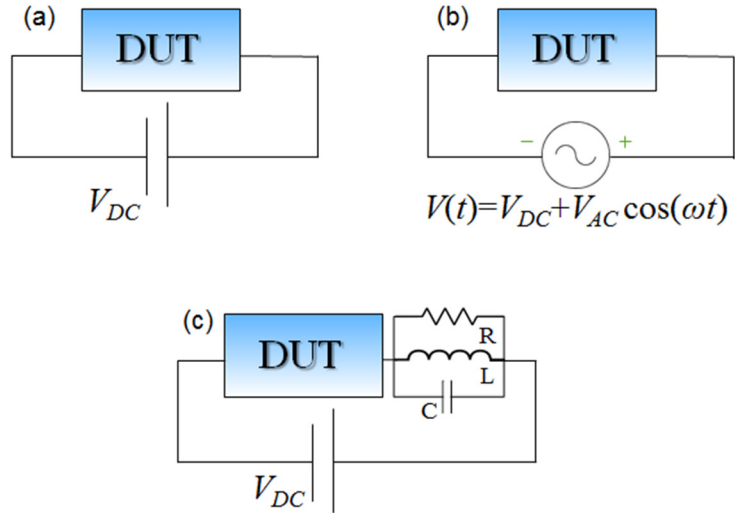 (a)
DUT
V_DC
(b)
DUT
− +
V(t)=V_DC+V_AC cos(ωt)
(c)
DUT
R
L
C
V_DC